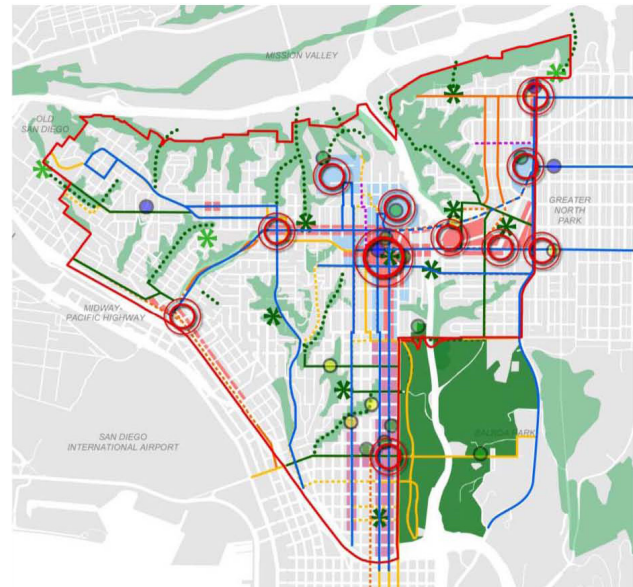 MISSION VALLEY
OLD
SAN DIEGO
GREATER
NORTH
PARK
MIDWAY-
PACIFIC HIGHWAY
SAN DIEGO
INTERNATIONAL AIRPORT
BALBOA PARK